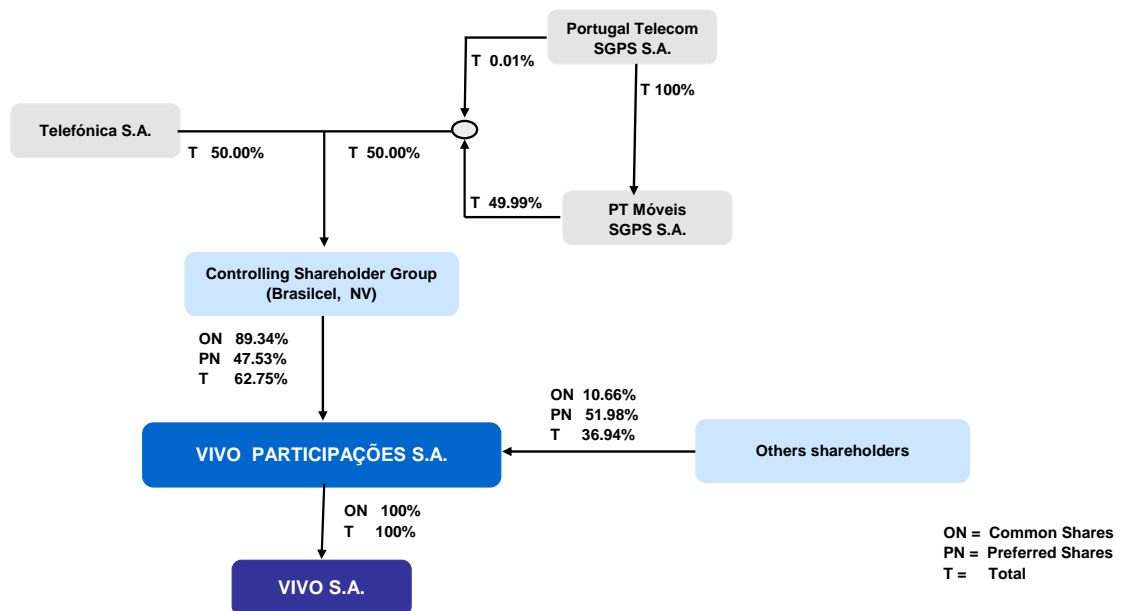 Portugal Telecom
SGPS S.A.
T 0.01%
T 100%
Telefónica S.A.
T 50.00%
T 50.00%
T 49.99%
PT Móveis
SGPS S.A.
Controlling Shareholder Group
(Brasilcel, NV)
ON 89.34%
PN 47.53%
T 62.75%
ON 10.66%
PN 51.98%
T 36.94%
VIVO PARTICIPAÇÕES S.A.
Others shareholders
ON 100%
T 100%
ON = Common Shares
PN = Preferred Shares
T = Total
VIVO S.A.